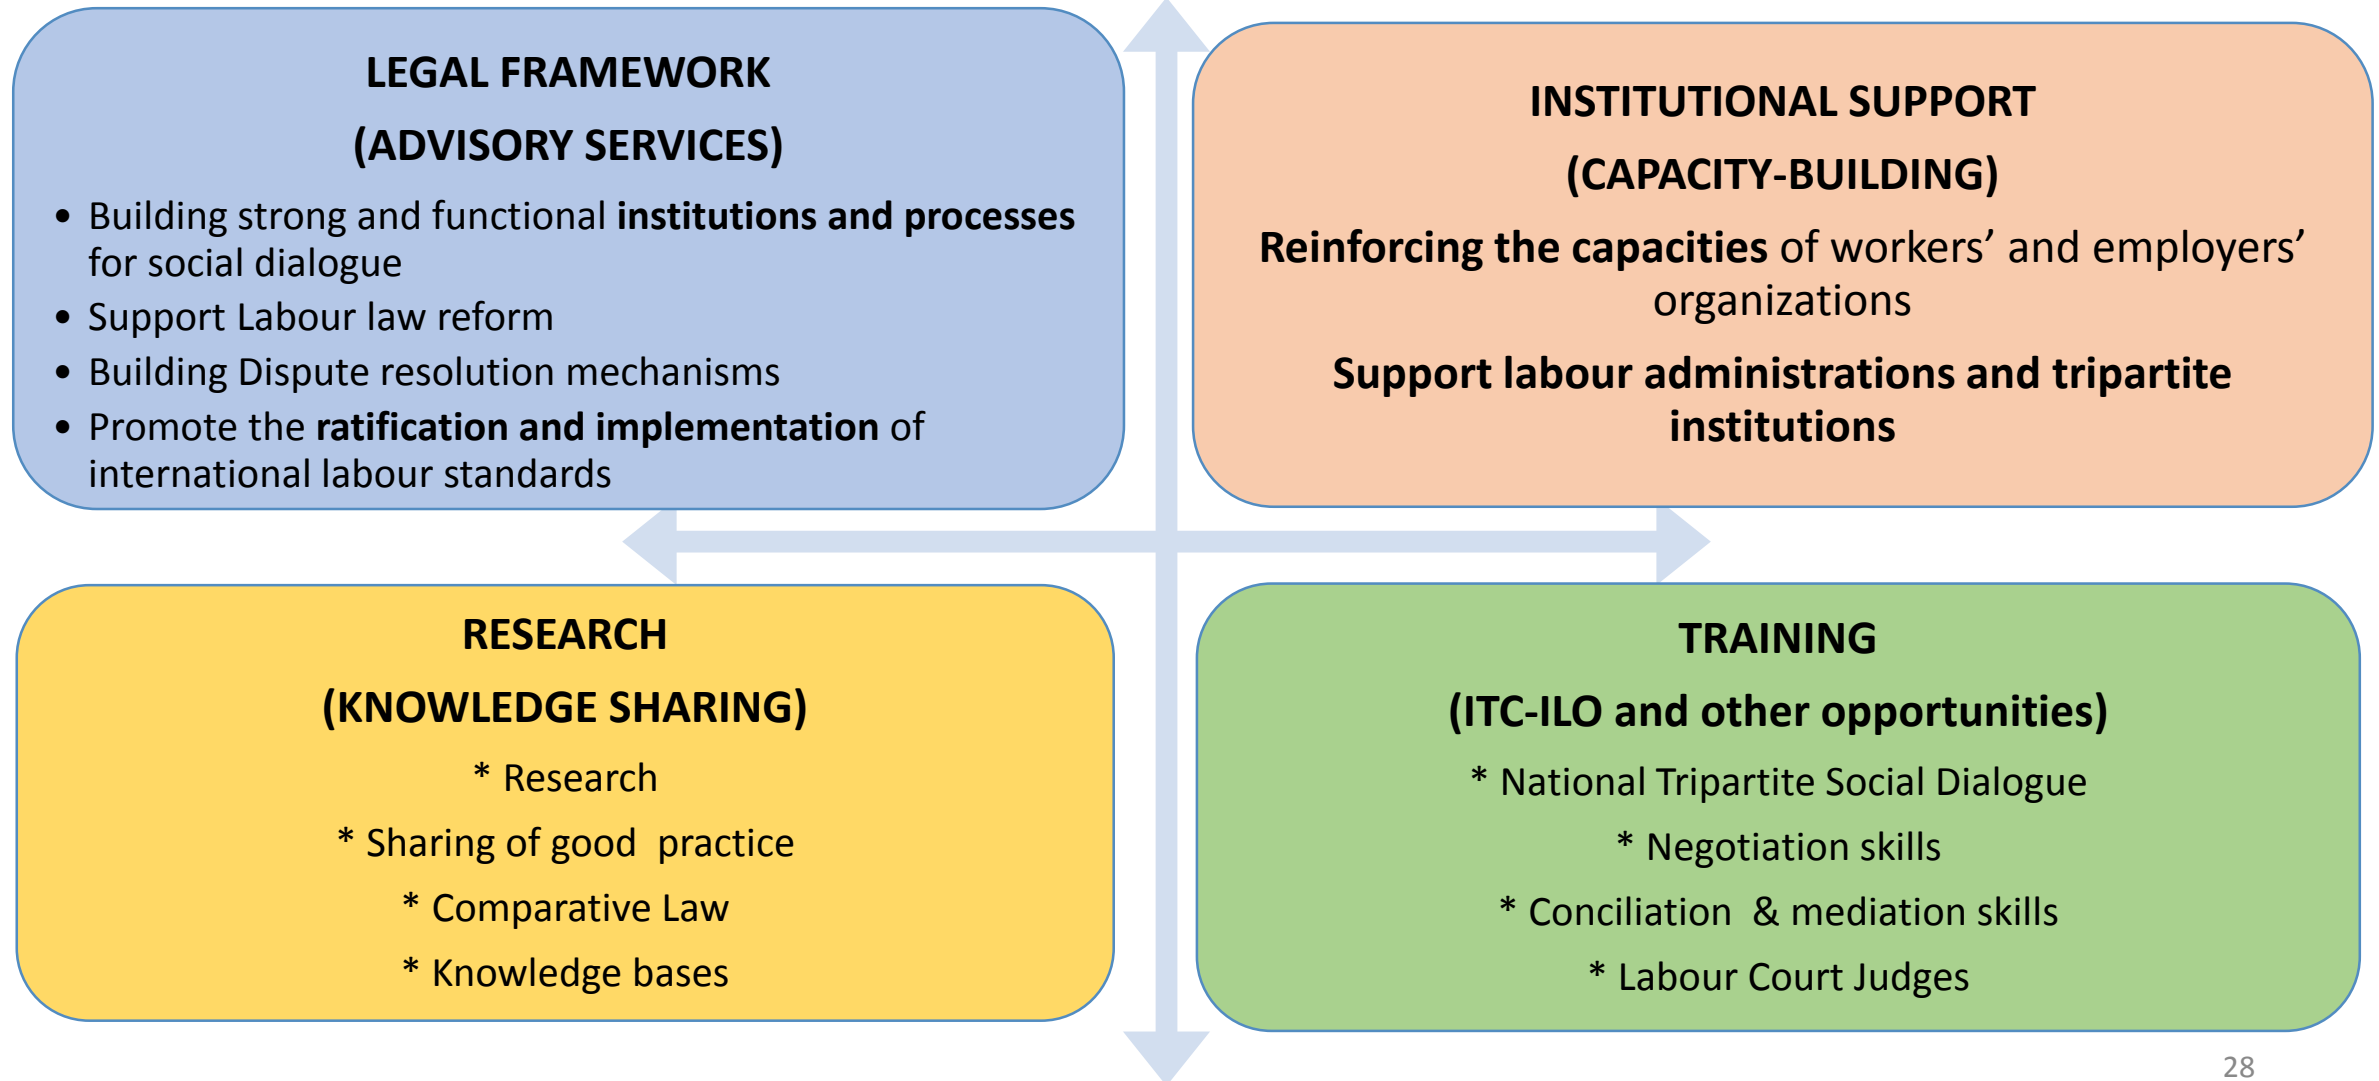 LEGAL FRAMEWORK
(ADVISORY SERVICES)
• Building strong and functional institutions and processes
for social dialogue
• Support Labour law reform
• Building Dispute resolution mechanisms
• Promote the ratification and implementation of
international labour standards
INSTITUTIONAL SUPPORT
(CAPACITY-BUILDING)
Reinforcing the capacities of workers’ and employers’
organizations
Support labour administrations and tripartite
institutions
RESEARCH
(KNOWLEDGE SHARING)
* Research
* Sharing of good  practice
* Comparative Law
* Knowledge bases
TRAINING
(ITC-ILO and other opportunities)
* National Tripartite Social Dialogue
* Negotiation skills
* Conciliation  & mediation skills
* Labour Court Judges
28